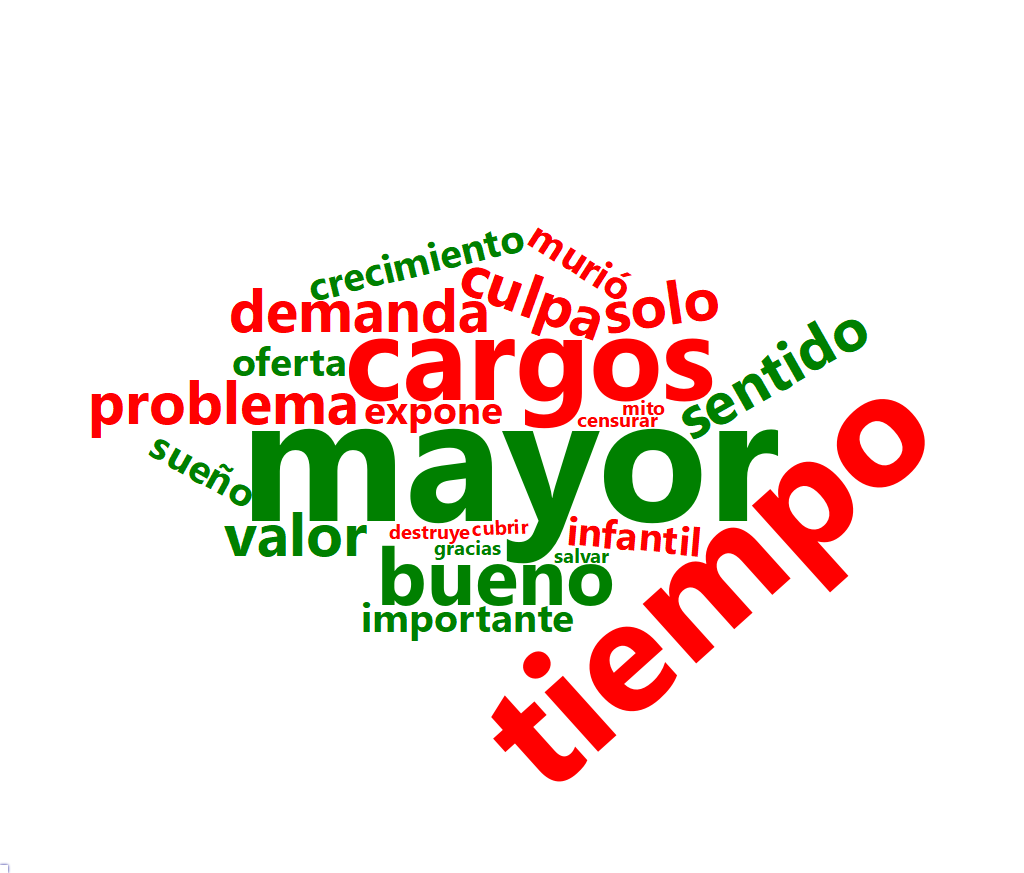 crecimiento
murió
culpa
demanda
solo
oferta
cargos
sentido
problema
expone
mito
censurar
mayor
tiempo
sueño
valor
destruye
cubrir
infantil
gracias
salvar
bueno
importante